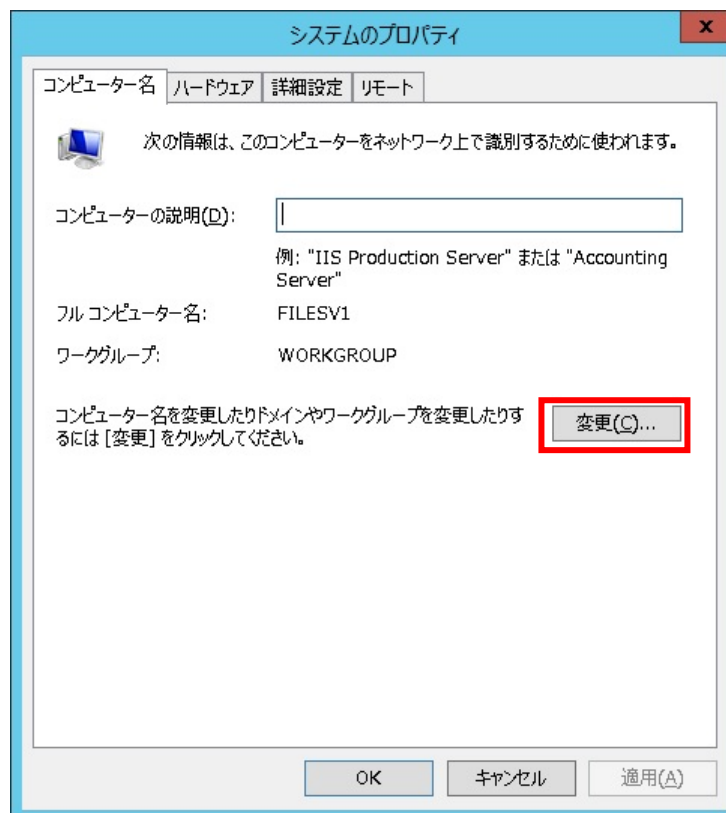 システムのプロパティ
x
コンピューター名 ハードウェア 詳細設定 リモート
次の情報は、このコンピューターをネットワーク上で識別するために使われます。
コンピューターの説明(D):
例: "IIS Production Server" または "Accounting
Server"
フル コンピューター名: FILESV1
ワークグループ: WORKGROUP
コンピューター名を変更したりドメインやワークグループを変更したりす
るには [変更] をクリックしてください。
変更(C)...
OK キャンセル 適用(A)